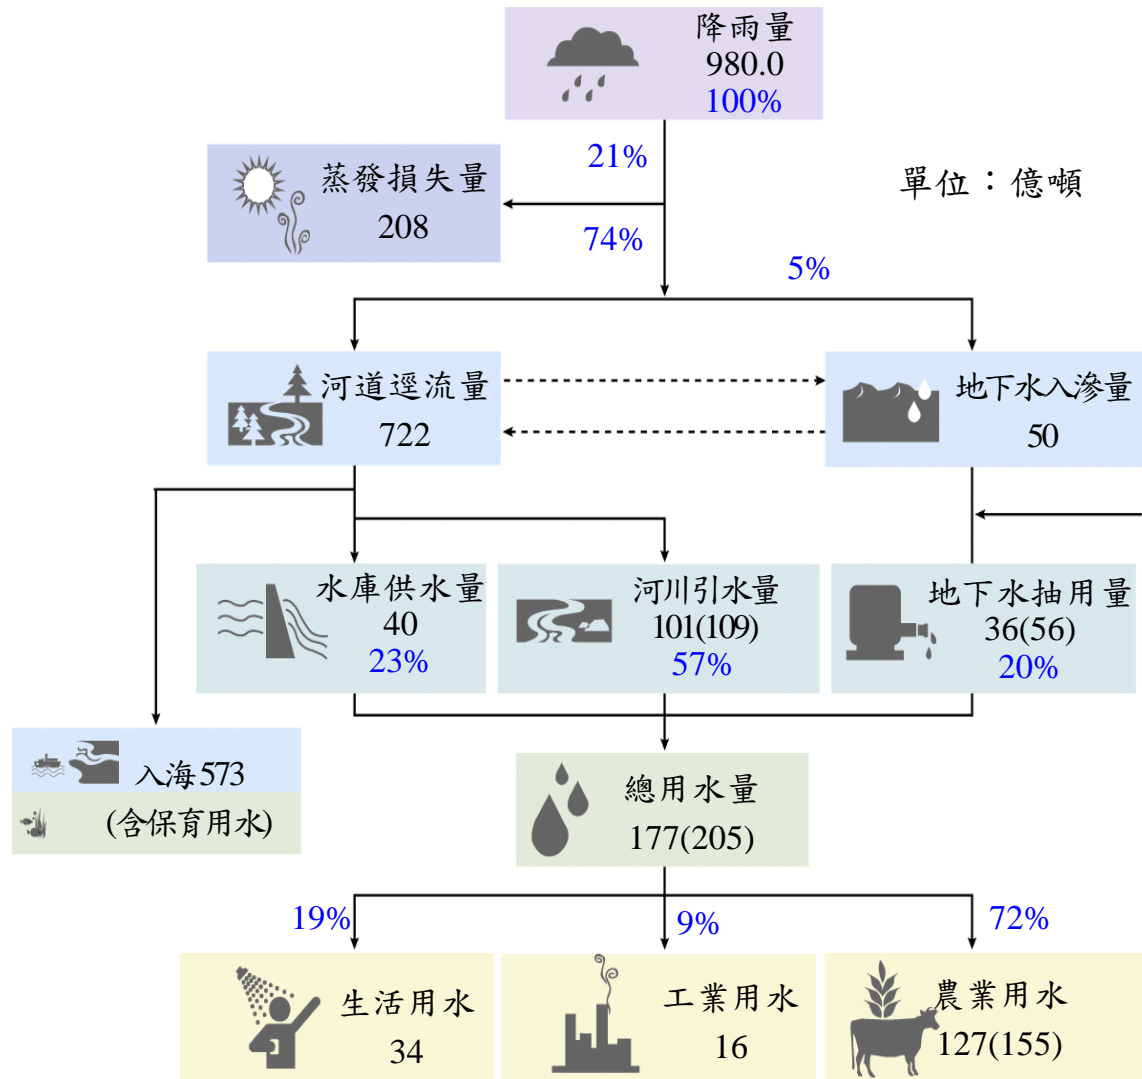 降雨量
980.0
100%
21%
蒸發損失量
208
單位：億噸
74%
5%
河道逕流量
722
地下水入滲量
50
水庫供水量
40
23%
河川引水量
101(109)
57%
地下水抽用量
36(56)
20%
入海573
(含保育用水)
總用水量
177(205)
19%
9%
72%
生活用水
34
工業用水
16
農業用水
127(155)